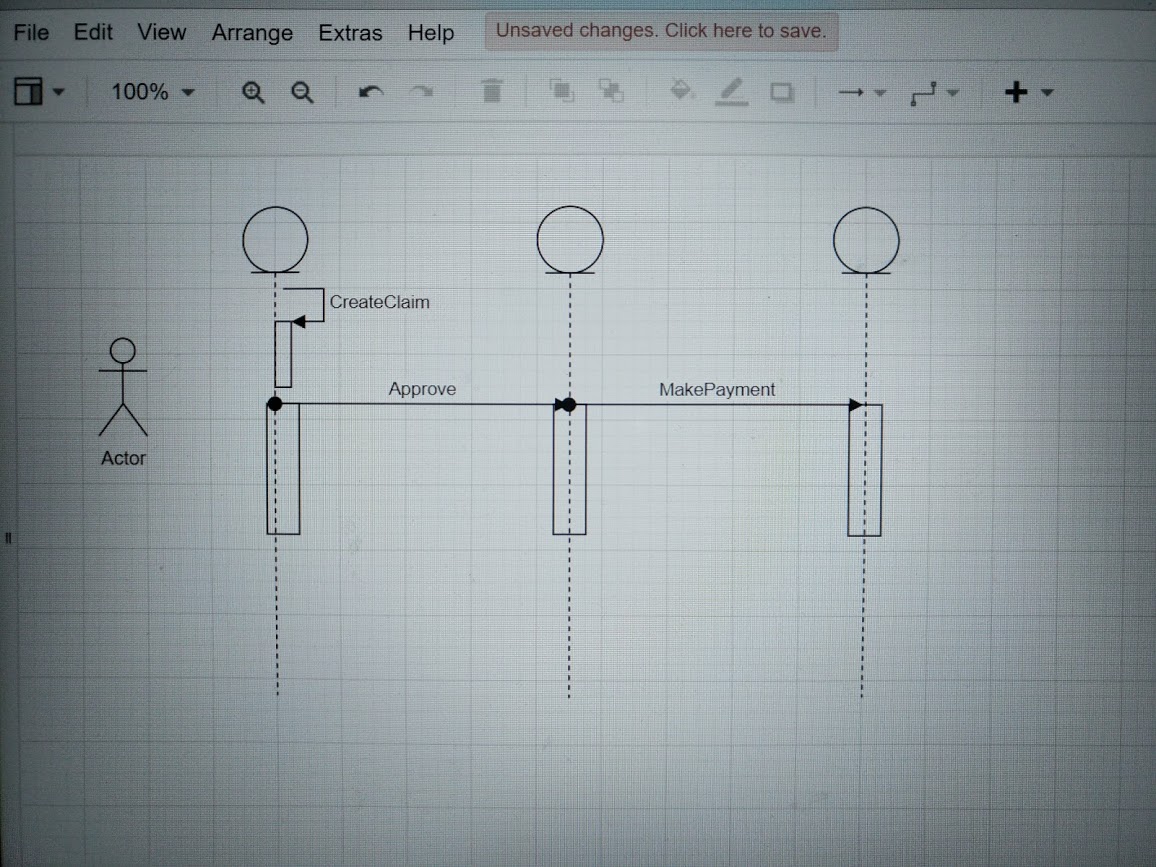 File Edit View Arrange Extras Help Unsaved changes. Click here to save.
100%
CreateClaim
Approve MakePayment
Actor